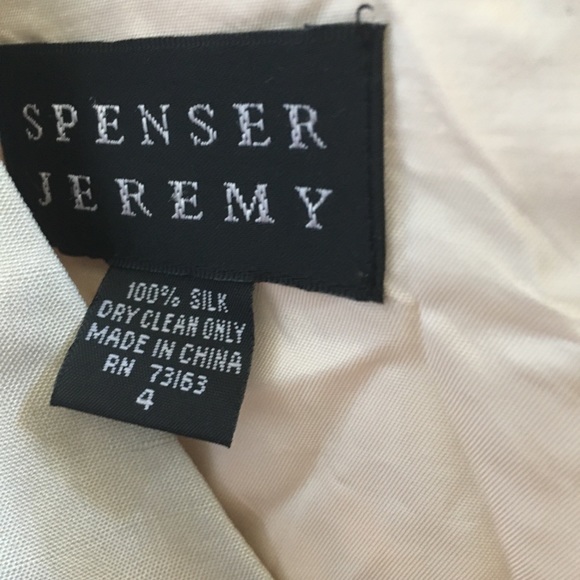 SPENSER
JEREMY
100% SILK
DRY CLEAN ONLY
MADE IN CHINA
RN 73163
4